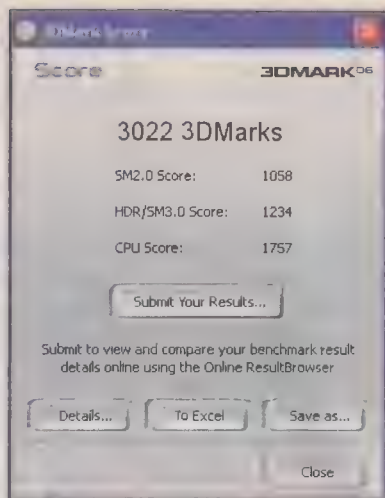 3DMark Score
Score 3DMARK06
3022 3DMarks
SM2.0 Score: 1058
HDR/SM3.0 Score: 1234
CPU Score: 1757
Submit Your Results...
Submit to view and compare your benchmark result
details online using the Online ResultBrowser
Details... To Excel Save as...
Close